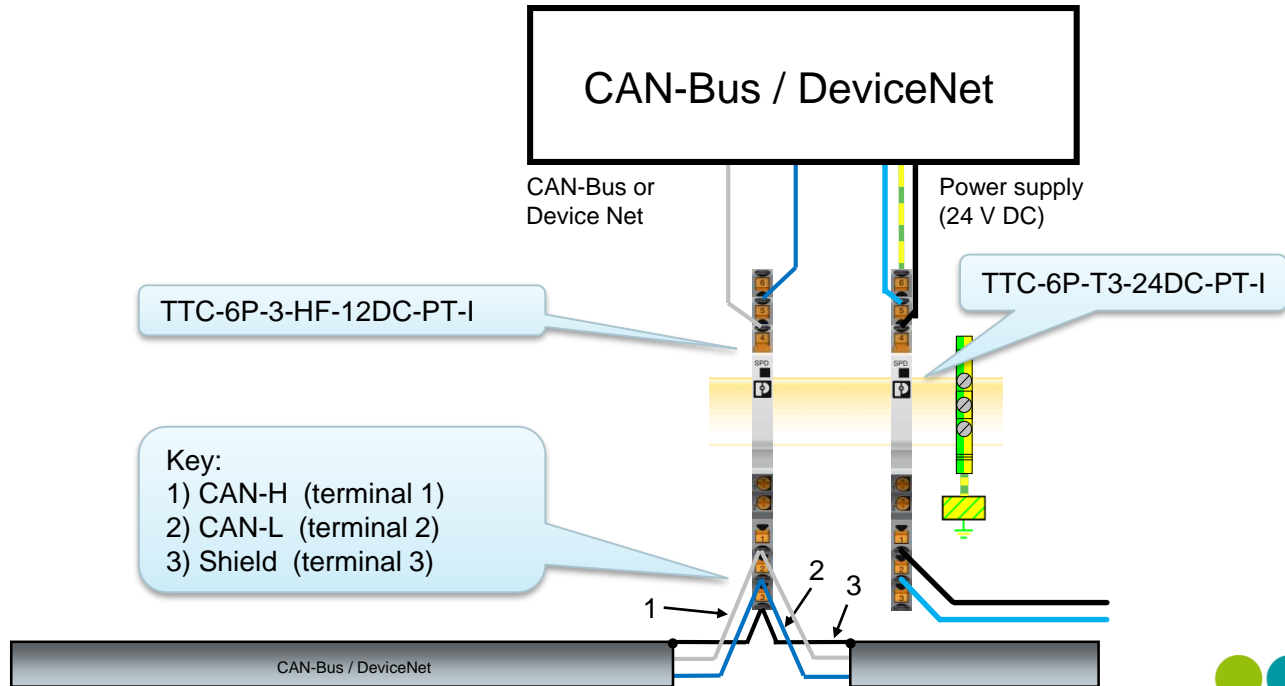 CAN-Bus / DeviceNet
CAN-Bus or
Device Net
Power supply
(24 V DC)
TTC-6P-3-HF-12DC-PT-I
TTC-6P-T3-24DC-PT-I
6
5
4
SPD
6
5
4
SPD
Key:
1) CAN-H (terminal 1)
2) CAN-L (terminal 2)
3) Shield (terminal 3)
1
2
3
1
2
3
1
2
3
CAN-Bus / DeviceNet